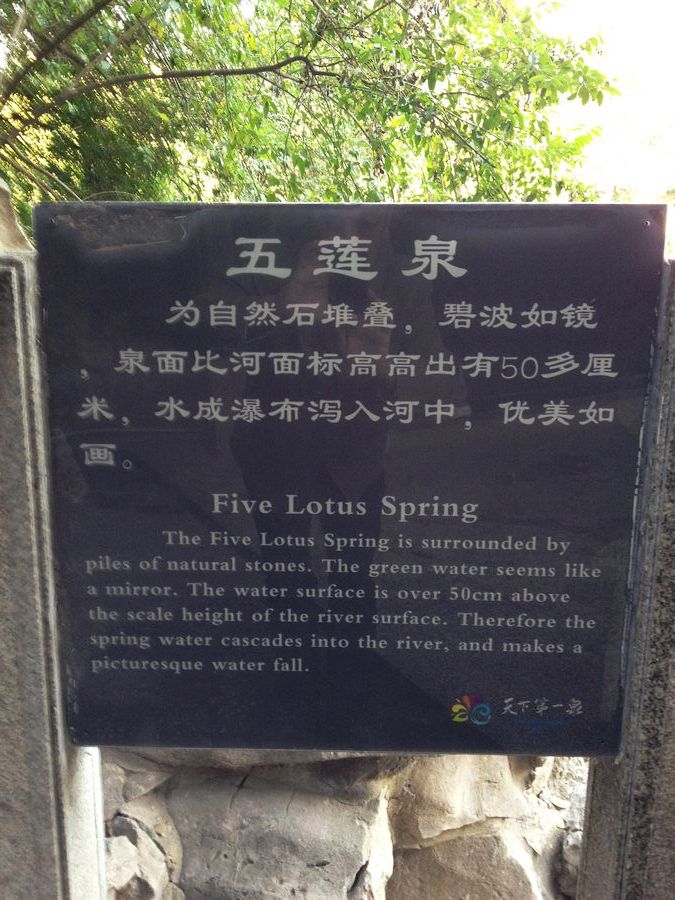 五莲泉
为自然石堆叠，碧波如镜
，泉面比河面标高高出有50多厘
米，水成瀑布泻入河中，优美如
画。
Five Lotus Spring
The Five Lotus Spring is surrounded by
piles of natural stones. The green water seems like
a mirror. The water surface is over 50cm above
the scale height of the river surface. Therefore the
spring water cascades into the river, and makes a
picturesque water fall.
天下第一泉